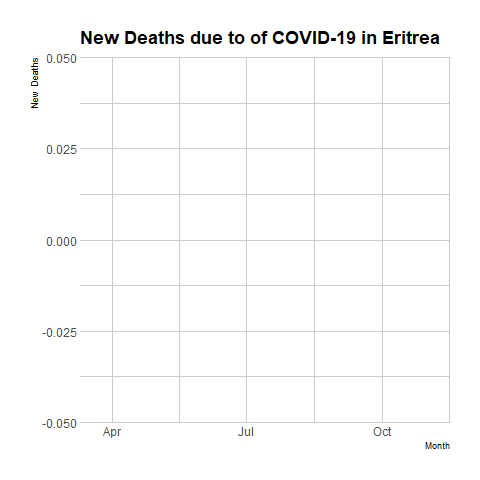 New Deaths due to of COVID-19 in Eritrea
New Deaths
0.050
0.025
0.000
-0.025
-0.050
Apr Jul Oct
Month